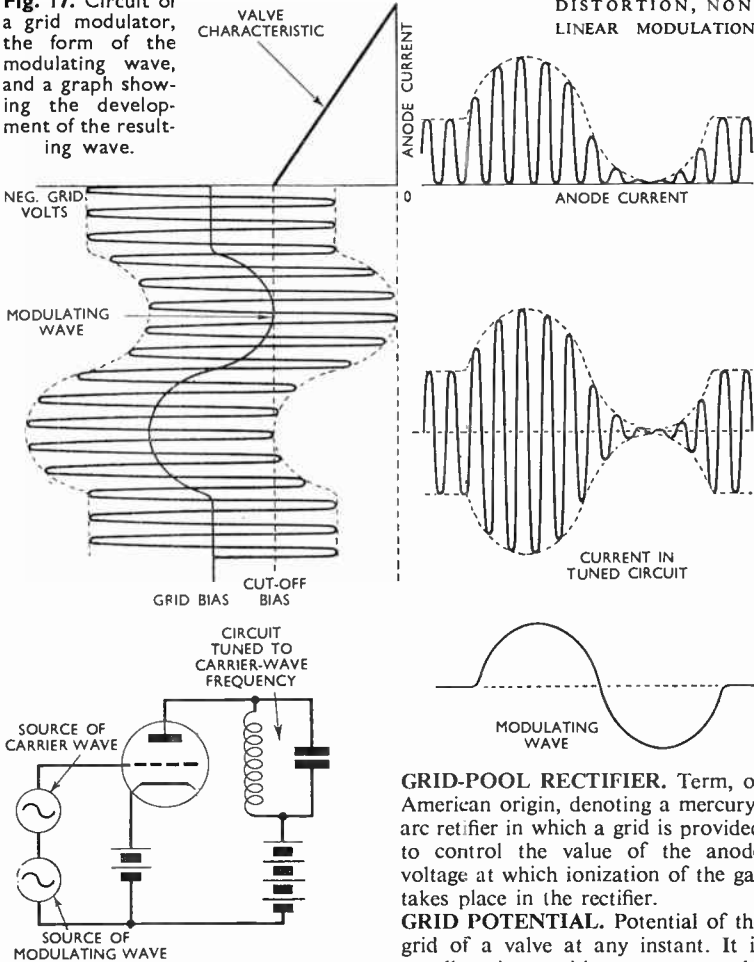 Fig. 17. Circuit of
a grid modulator,
the form of the
modulating wave,
and a graph show-
ing the develop-
ment of the result-
ing wave.
VALVE
CHARACTERISTIC
ANODE CURRENT
DISTORTION, NON
LINEAR MODULATION
NEG. GRID
VOLTS
0
ANODE CURRENT
MODULATING
WAVE
CURRENT IN
TUNED CIRCUIT
GRID BIAS
CUT-OFF
BIAS
CIRCUIT
TUNED TO
CARRIER-WAVE
FREQUENCY
SOURCE OF
CARRIER WAVE
SOURCE OF
MODULATING WAVE
MODULATING
WAVE
GRID-POOL RECTIFIER. Term, o
American origin, denoting a mercury-
arc retifier in which a grid is provided
to control the value of the anode
voltage at which ionization of the ga
takes place in the rectifier.
GRID POTENTIAL. Potential of th
grid of a valve at any instant. It i